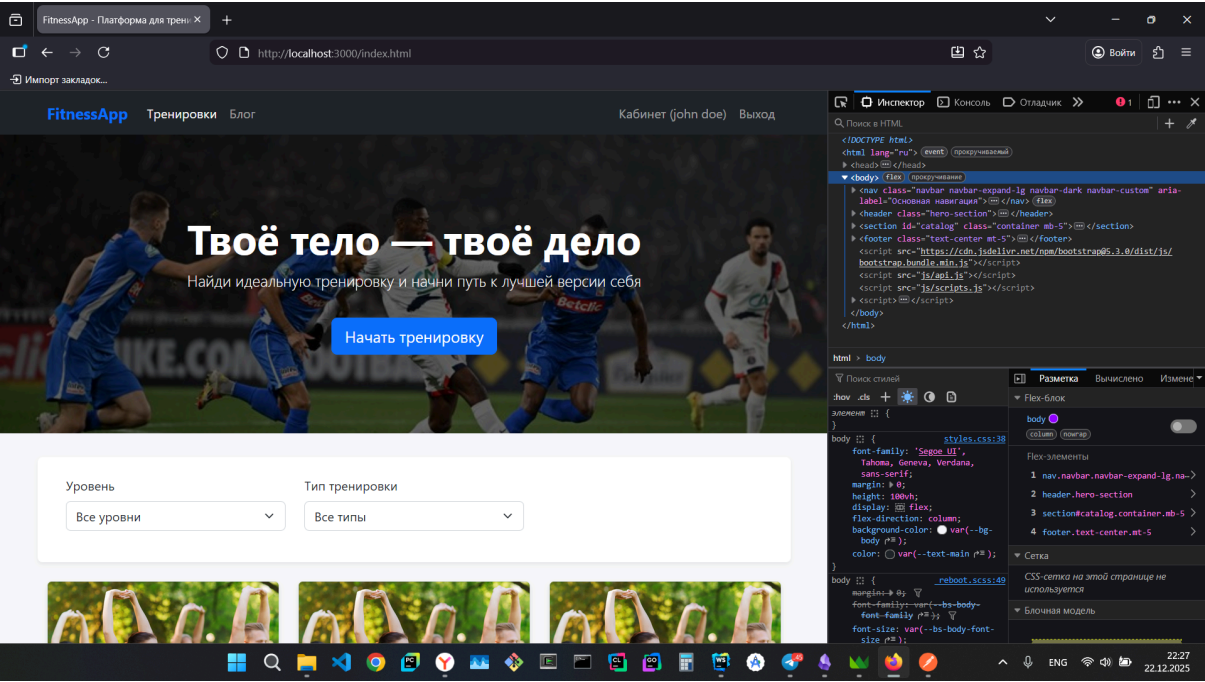 FitnessApp - Платформа для трени
http://localhost:3000/index.html
Войти
Импорт закладок...
FitnessApp Тренировки Блог Кабинет (john doe) Выход
Твоё тело — твоё дело
Найди идеальную тренировку и начни путь к лучшей версии себя
Начать тренировку
Уровень Тип тренировки
Все уровни Все типы
Инспектор Консоль Отладчик 1
Поиск в HTML
<!DOCTYPE html>
<html lang="ru"> event прокручиваемый
<head> </head>
<body> flex прокручивание
<nav class="navbar navbar-expand-lg navbar-dark navbar-custom" aria-
label="Основная навигация"> </nav> flex
<header class="hero-section"> </header>
<section id="catalog" class="container mb-5"> </section>
<footer class="text-center mt-5"> </footer>
<script src="https://cdn.jsdelivr.net/npm/bootstrap@5.3.0/dist/js/
bootstrap.bundle.min.js"></script>
<script src="js/api.js"></script>
<script src="js/scripts.js"></script>
<script> </script>
</body>
</html>
html > body
Поиск стилей
:hov .cls +
элемент {
}
body { styles.css:38
font-family: 'Segoe UI',
Tahoma, Geneva, Verdana,
sans-serif;
margin: 0;
height: 100vh;
display: flex;
flex-direction: column;
background-color: var(--bg-
body );
color: var(--text-main );
}
body { _reboot.scss:49
margin: 0;
font-family: var(--bs-body-
font-family );
font-size: var(--bs-body-font-
size );
Разметка Вычислено Измене
Flex-блок
body
column nowrap
Flex-элементы
1 nav.navbar.navbar-expand-lg.na…
2 header.hero-section
3 section#catalog.container.mb-5
4 footer.text-center.mt-5
Сетка
CSS-сетка на этой странице не
используется
Блочная модель
ENG 22:27
22.12.2025